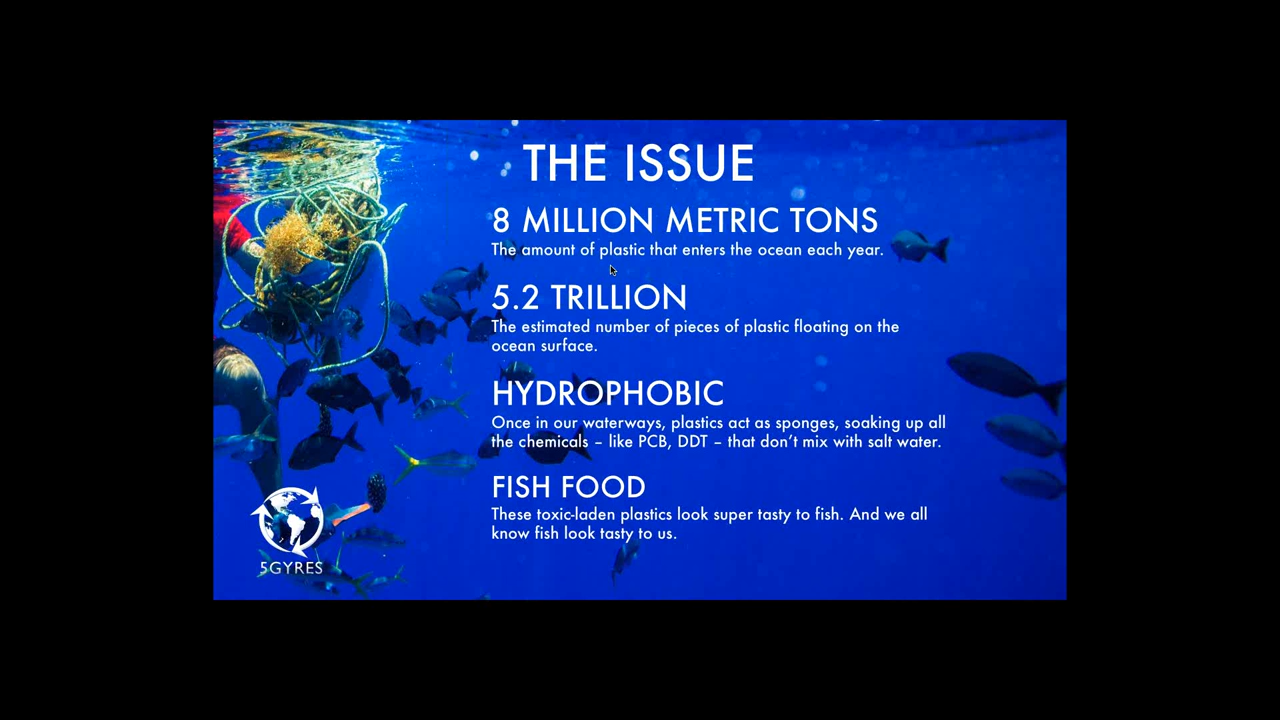 THE ISSUE
8 MILLION METRIC TONS
The amount of plastic that enters the ocean each year.
5.2 TRILLION
The estimated number of pieces of plastic floating on the
ocean surface.
HYDROPHOBIC
Once in our waterways, plastics act as sponges, soaking up all
the chemicals – like PCB, DDT – that don't mix with salt water.
FISH FOOD
These toxic-laden plastics look super tasty to fish. And we all
know fish look tasty to us.
5GYRES